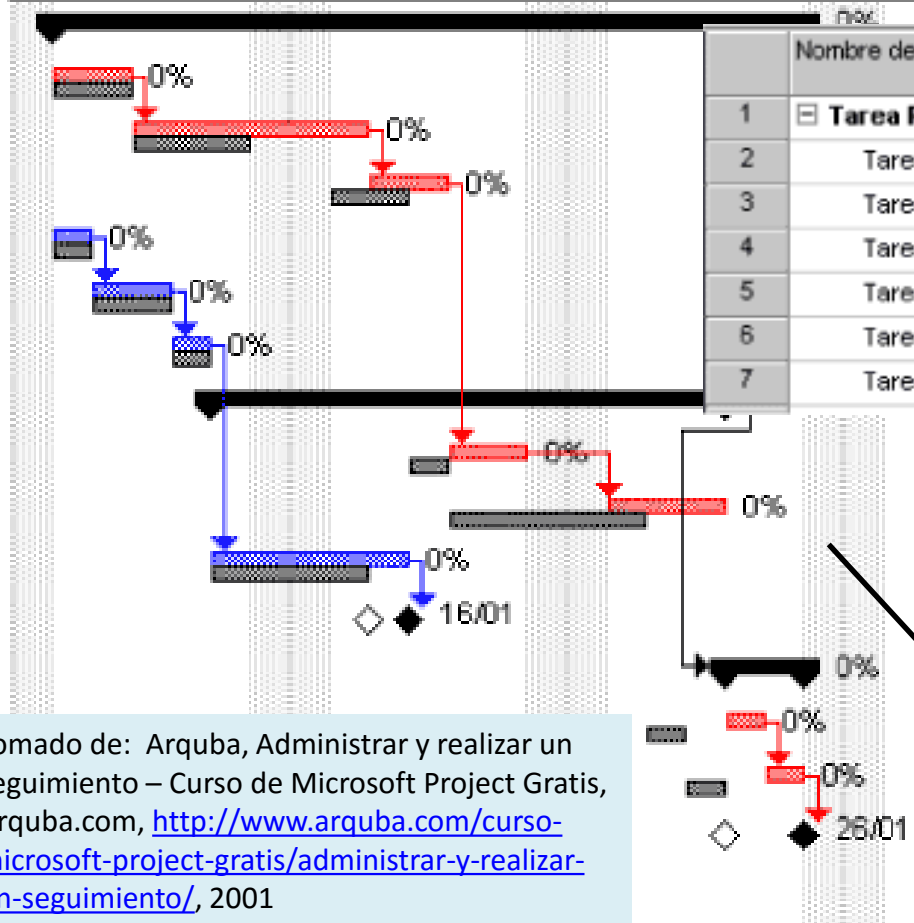 0%
Nombre de
0%
1 Tarea
0%
2 Tare
3 Tare
0%
4 Tare
0%
5 Tare
0%
6 Tare
0%
7 Tare
0%
0%
0%
16/01
0%
0%
0%
26/01
omado de: Arquba, Administrar y realizar un
eguimiento – Curso de Microsoft Project Gratis,
rquba.com, http://www.arquba.com/curso-
microsoft-project-gratis/administrar-y-realizar-
n-seguimiento/, 2001